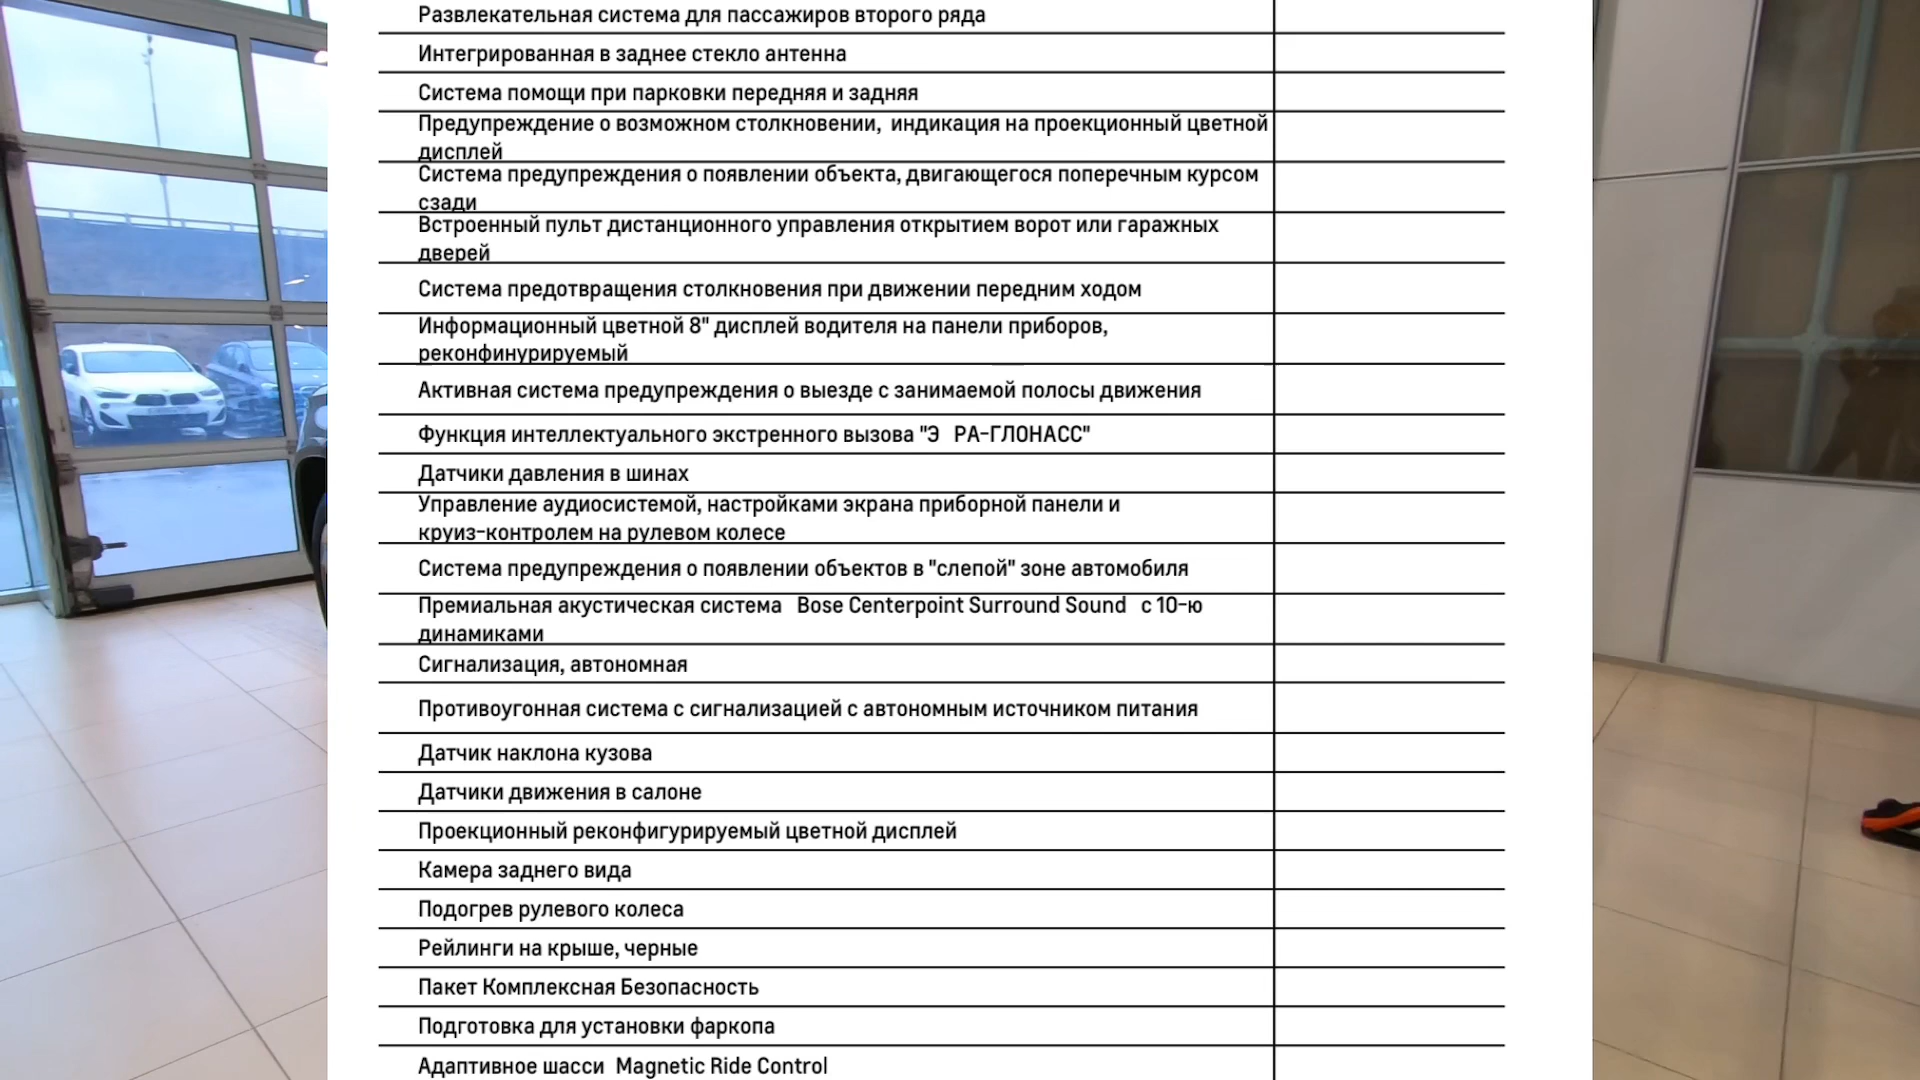 Развлекательная система для пассажиров второго ряда
Интегрированная в заднее стекло антенна
Система помощи при парковки передняя и задняя
Предупреждение о возможном столкновении, индикация на проекционный цветной
дисплей
Система предупреждения о появлении объекта, двигающегося поперечным курсом
сзади
Встроенный пульт дистанционного управления открытием ворот или гаражных
дверей
Система предотвращения столкновения при движении передним ходом
Информационный цветной 8" дисплей водителя на панели приборов,
реконфинурируемый
Активная система предупреждения о выезде с занимаемой полосы движения
Функция интеллектуального экстренного вызова "Э РА-ГЛОНАСС"
Датчики давления в шинах
Управление аудиосистемой, настройками экрана приборной панели и
круиз-контролем на рулевом колесе
Система предупреждения о появлении объектов в "слепой" зоне автомобиля
Премиальная акустическая система Bose Centerpoint Surround Sound с 10-ю
динамиками
Сигнализация, автономная
Противоугонная система с сигнализацией с автономным источником питания
Датчик наклона кузова
Датчики движения в салоне
Проекционный реконфигурируемый цветной дисплей
Камера заднего вида
Подогрев рулевого колеса
Рейлинги на крыше, черные
Пакет Комплексная Безопасность
Подготовка для установки фаркопа
Адаптивное шасси Magnetic Ride Control